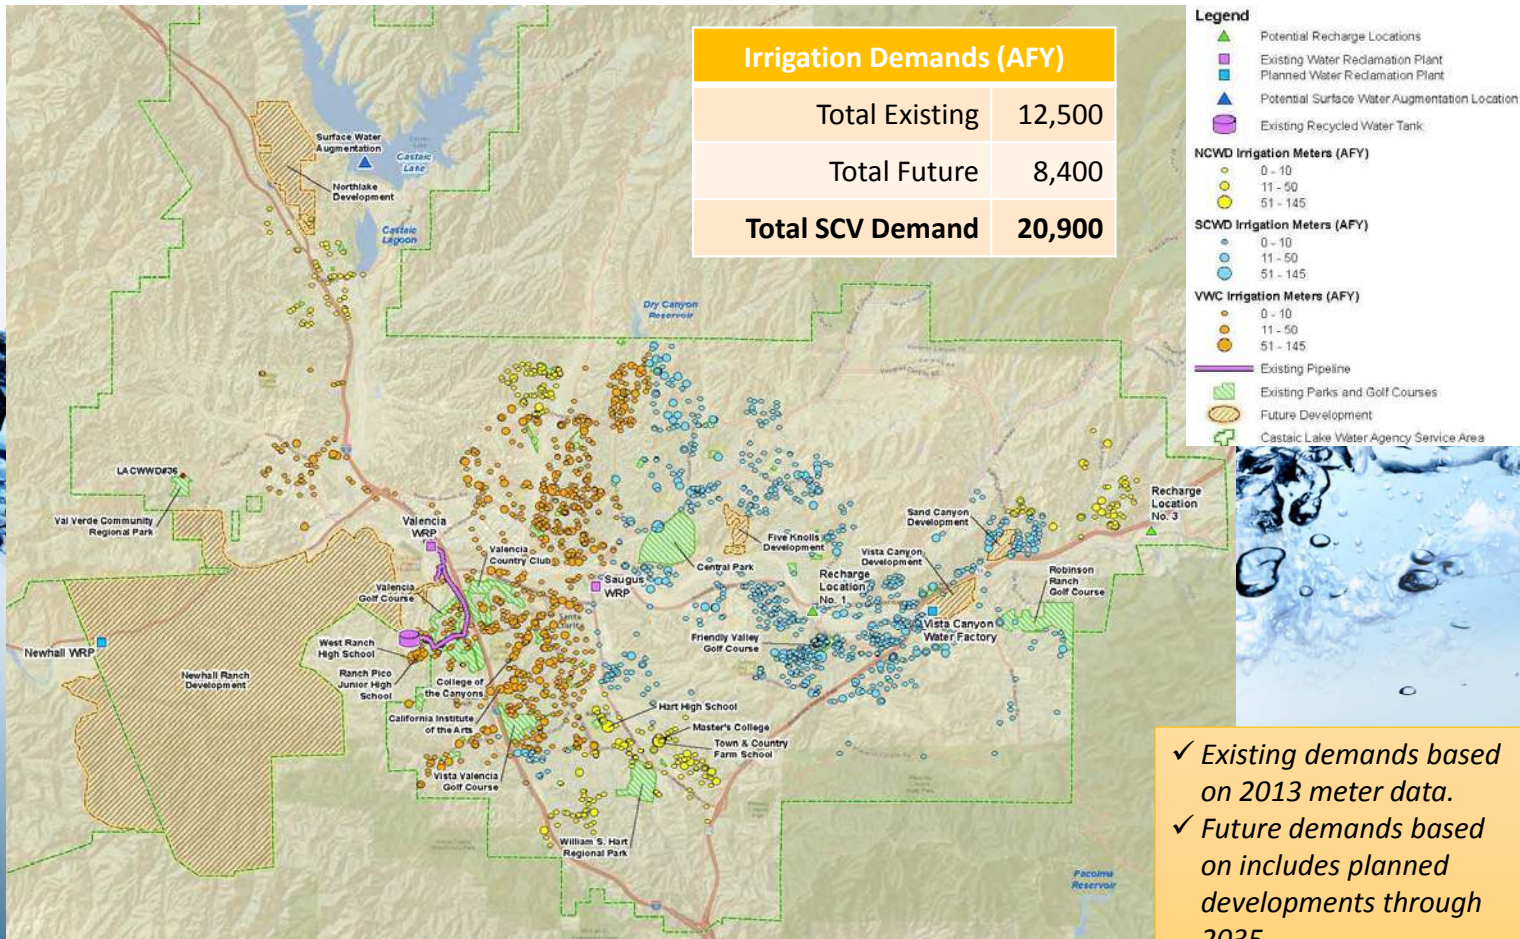 Irrigation Demands (AFY)
Total Existing 12,500
Total Future 8,400
Total SCV Demand 20,900
Legend
Potential Recharge Locations
Existing Water Reclamation Plant
Planned Water Reclamation Plant
Potential Surface Water Augmentation Location
Existing Recycled Water Tank
NCWD Irrigation Meters (AFY)
0 - 10
11 - 50
51 - 145
SCWD Irrigation Meters (AFY)
0 - 10
11 - 50
51 - 145
VWC Irrigation Meters (AFY)
0 - 10
11 - 50
51 - 145
Existing Pipeline
Existing Parks and Golf Courses
Future Development
Castaic Lake Water Agency Service Area
Surface Water
Augmentation
Castaic
Lake
Northlake
Development
Castaic
Lagoon
Dry Canyon
Reservoir
LACWWD#36
Val Verde Community
Regional Park
Valencia
WRP
Valencia
Country Club
Valencia
Golf Course
Saugus
WRP
Central Park
Five Knolls
Development
Recharge
Location
No. 1
Sand Canyon
Development
Vista Canyon
Development
Recharge
Location
No. 3
Robinson
Ranch
Golf Course
Vista Canyon
Water Factory
Friendly Valley
Golf Course
Newhall WRP
Newhall Ranch
Development
West Ranch
High School
Ranch Pico
Junior High
School
College of
the Canyons
California Institute
of the Arts
Vista Valencia
Golf Course
Hart High School
Master's College
Town & Country
Farm School
William S. Hart
Regional Park
Pacoima
Reservoir
✓ Existing demands based
on 2013 meter data.
✓ Future demands based
on includes planned
developments through
2035